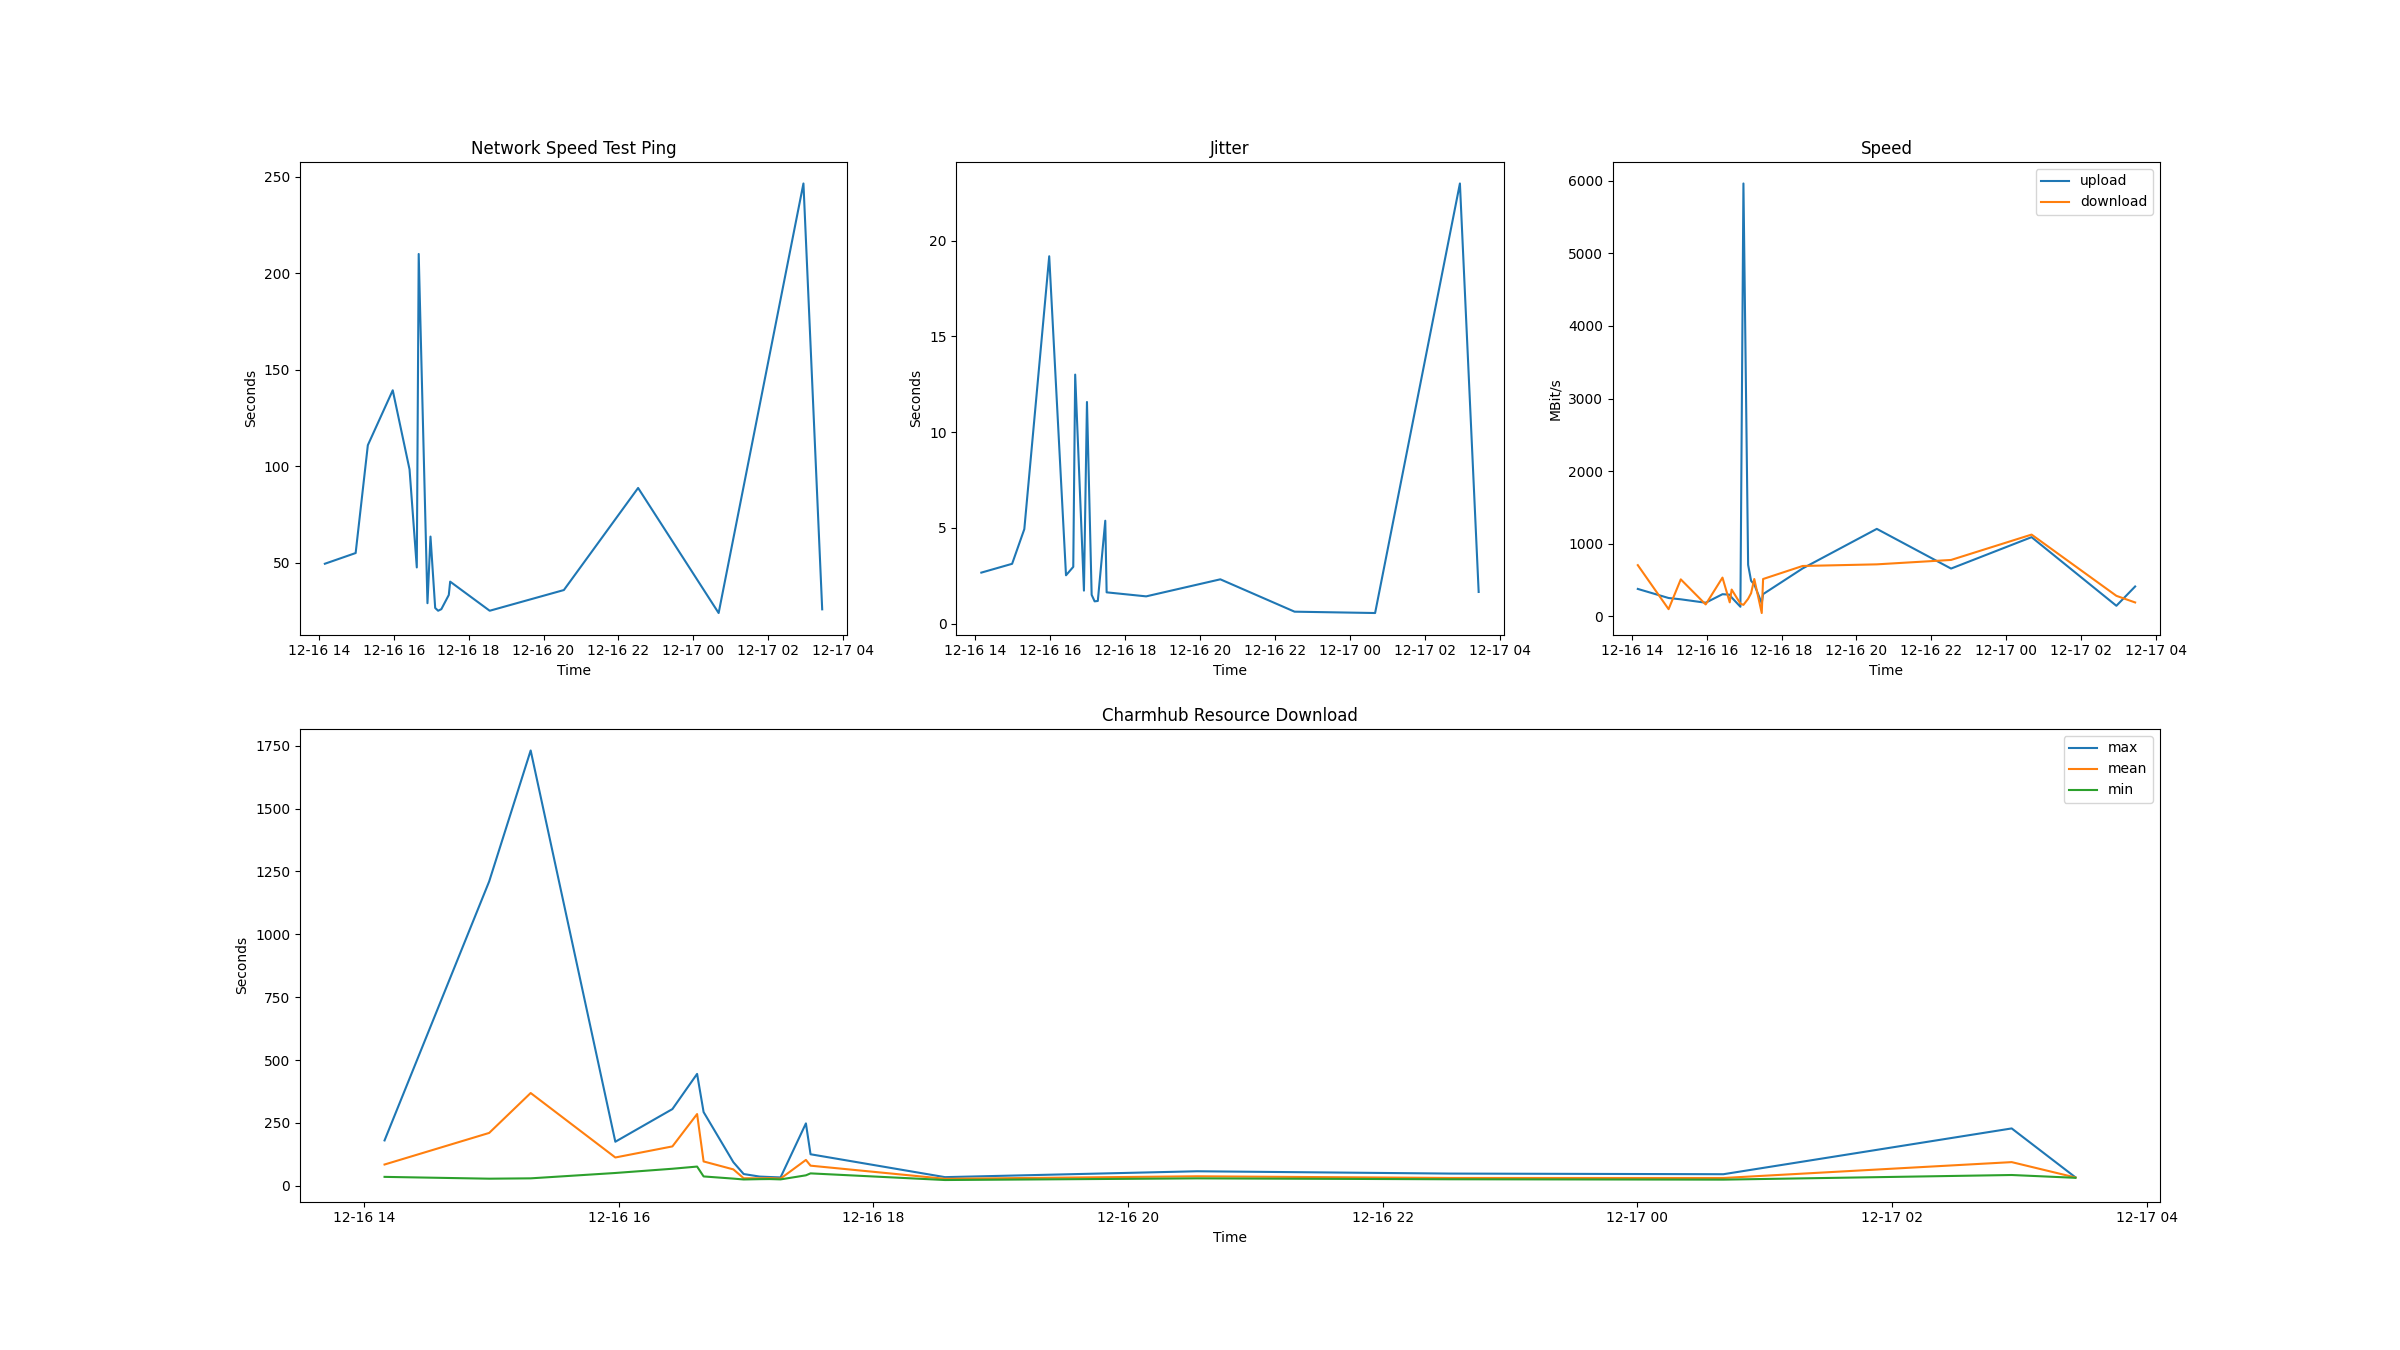 Network Speed Test Ping
250
200
150
100
50
Seconds
12-16 14 12-16 16 12-16 18 12-16 20 12-16 22 12-17 00 12-17 02 12-17 04
Time
Jitter
20
15
10
5
0
Seconds
12-16 14 12-16 16 12-16 18 12-16 20 12-16 22 12-17 00 12-17 02 12-17 04
Time
Speed
upload
download
6000
5000
4000
3000
2000
1000
0
MBit/s
12-16 14 12-16 16 12-16 18 12-16 20 12-16 22 12-17 00 12-17 02 12-17 04
Time
Charmhub Resource Download
max
mean
min
1750
1500
1250
1000
750
500
250
0
Seconds
12-16 14 12-16 16 12-16 18 12-16 20 12-16 22 12-17 00 12-17 02 12-17 04
Time